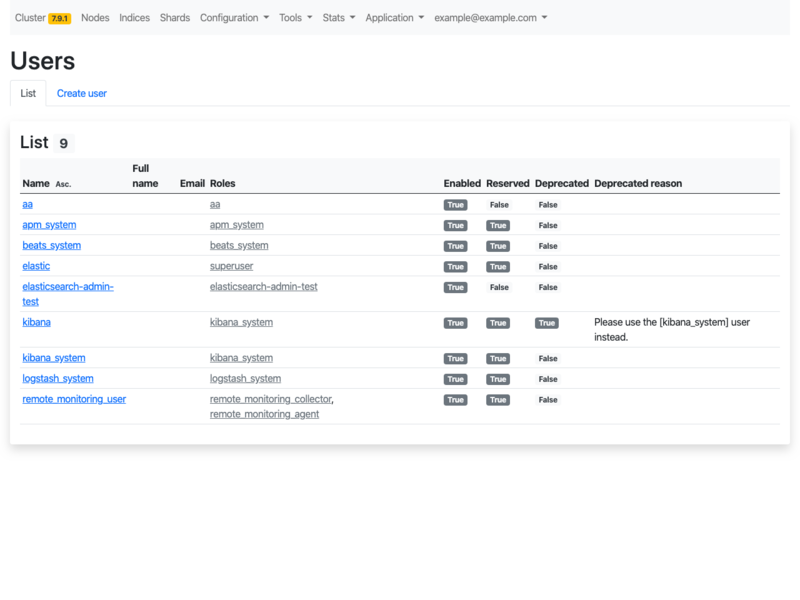 Cluster 7.9.1 Nodes Indices Shards Configuration Tools Stats Application example@example.com
Users
List Create user
List 9
Name Asc. Full name Email Roles Enabled Reserved Deprecated Deprecated reason
aa aa True False False
apm_system apm_system True True False
beats_system beats_system True True False
elastic superuser True True False
elasticsearch-admin- elasticsearch-admin-test True False False
test
kibana kibana_system True True True Please use the [kibana_system] user
instead.
kibana_system kibana_system True True False
logstash_system logstash_system True True False
remote_monitoring_user remote_monitoring_collector, True True False
remote_monitoring_agent